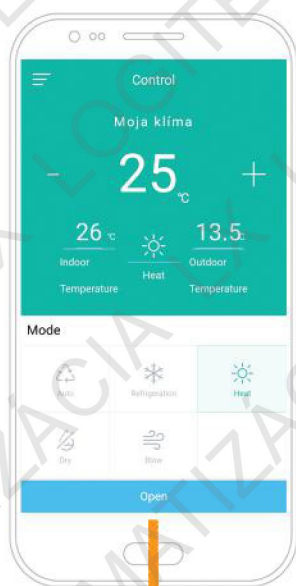 Control
Moja klíma
- 25 °C +
26 °C 13.5 °C
Indoor Temperature
Heat
Outdoor Temperature
Mode
Auto Refrigeration Heat
Dry Blow
Open